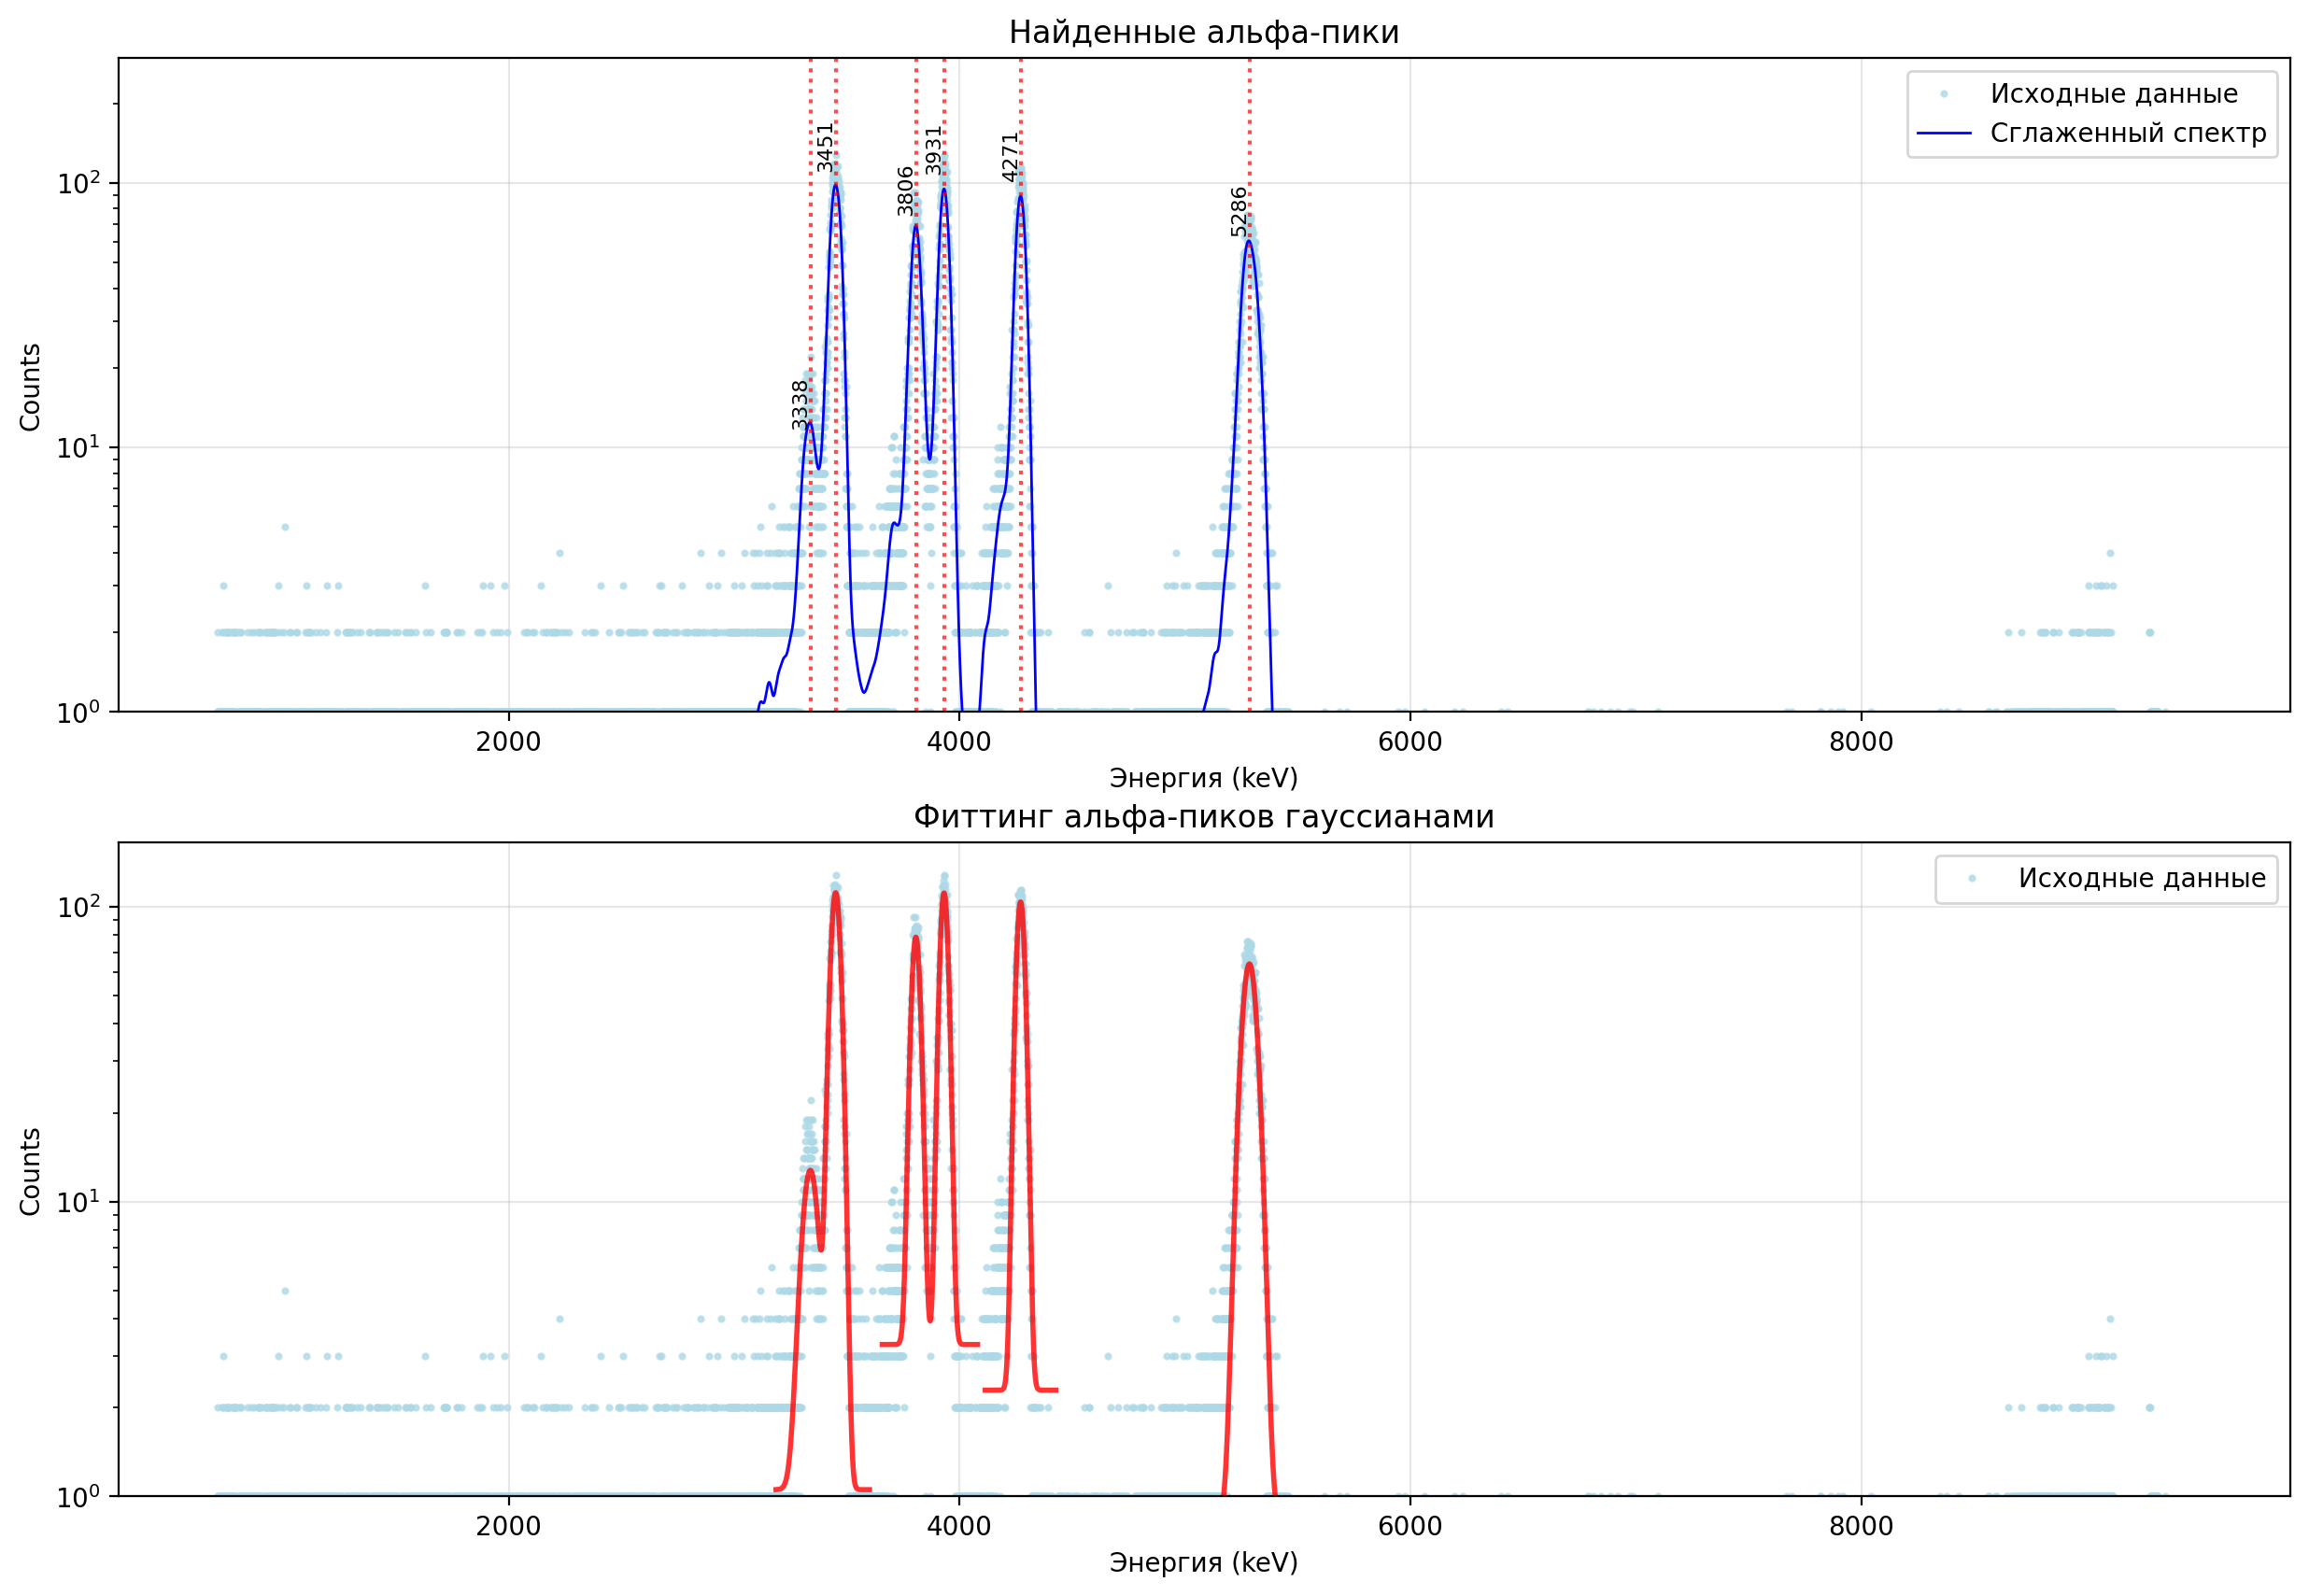 Найденные альфа-пики
Исходные данные
Сглаженный спектр
3338
3451
3806
3931
4271
5286
10²
10¹
10⁰
Counts
2000 4000 6000 8000
Энергия (keV)
Фиттинг альфа-пиков гауссианами
Исходные данные
10²
10¹
10⁰
Counts
2000 4000 6000 8000
Энергия (keV)